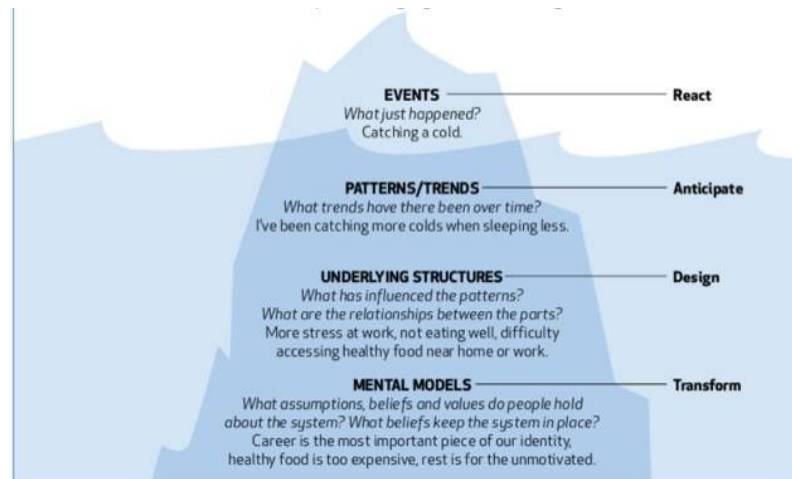 EVENTS React
What just happened?
Catching a cold.
PATTERNS/TRENDS Anticipate
What trends have there been over time?
I've been catching more colds when sleeping less.
UNDERLYING STRUCTURES Design
What has influenced the patterns?
What are the relationships between the parts?
More stress at work, not eating well, difficulty
accessing healthy food near home or work.
MENTAL MODELS Transform
What assumptions, beliefs and values do people hold
about the system? What beliefs keep the system in place?
Career is the most important piece of our identity,
healthy food is too expensive, rest is for the unmotivated.